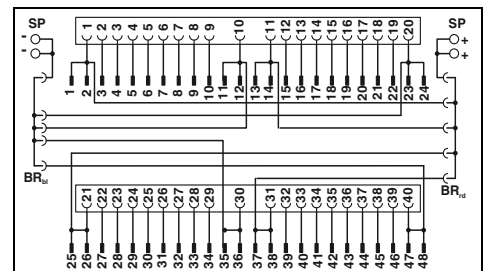 SP 1 2 3 4 5 6 7 8 9 10 11 12 13 14 15 16 17 18 19 20 SP
- +
- +
1 2 3 4 5 6 7 8 9 10 11 12 13 14 15 16 17 18 19 20 21 22 23 24
BRbl BRrd
21 22 23 24 25 26 27 28 29 30 31 32 33 34 35 36 37 38 39 40
25 26 27 28 29 30 31 32 33 34 35 36 37 38 39 40 41 42 43 44 45 46 47 48